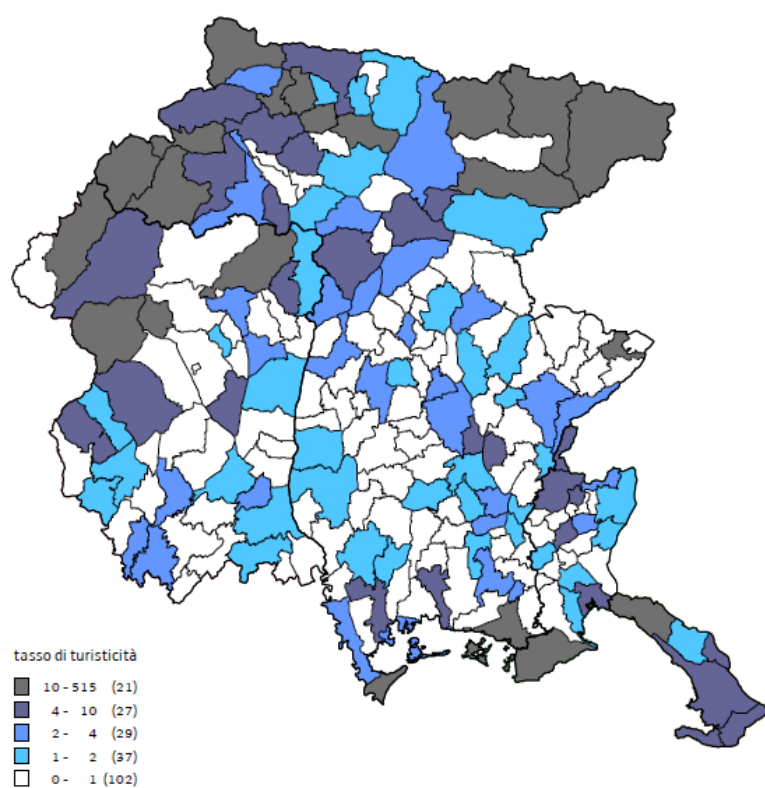 tasso di turisticità
10 - 515 (21)
4 - 10 (27)
2 - 4 (29)
1 - 2 (37)
0 - 1 (102)